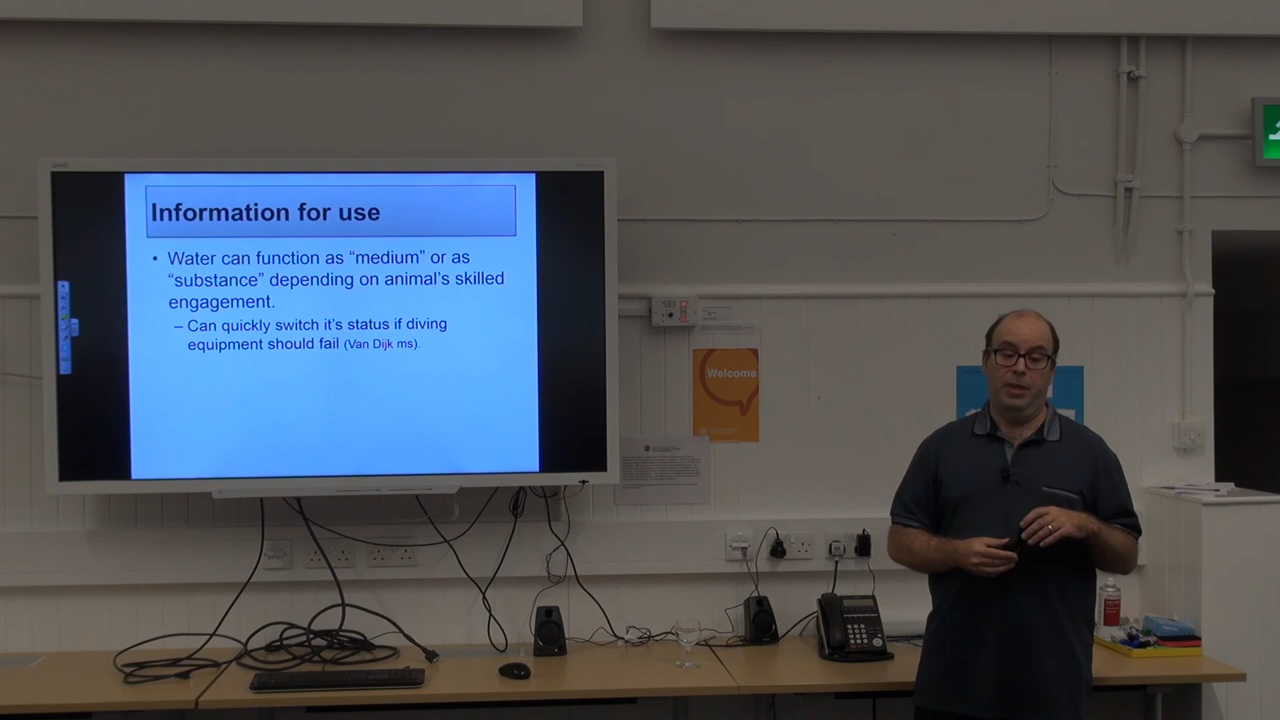 Information for use
• Water can function as “medium” or as
“substance” depending on animal’s skilled
engagement.
– Can quickly switch it’s status if diving
equipment should fail (Van Dijk ms).
Welcome